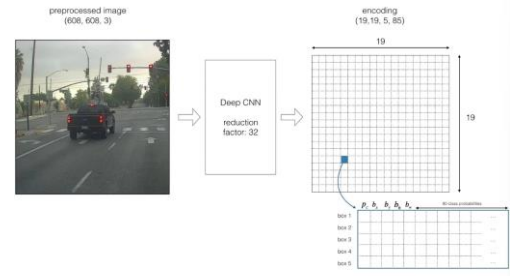 preprocessed image
(608, 608, 3)
encoding
(19,19, 5, 85)
19
Deep CNN
reduction
factor: 32
19
80 class probabilities
box 1
box 2
box 3
box 4
box 5